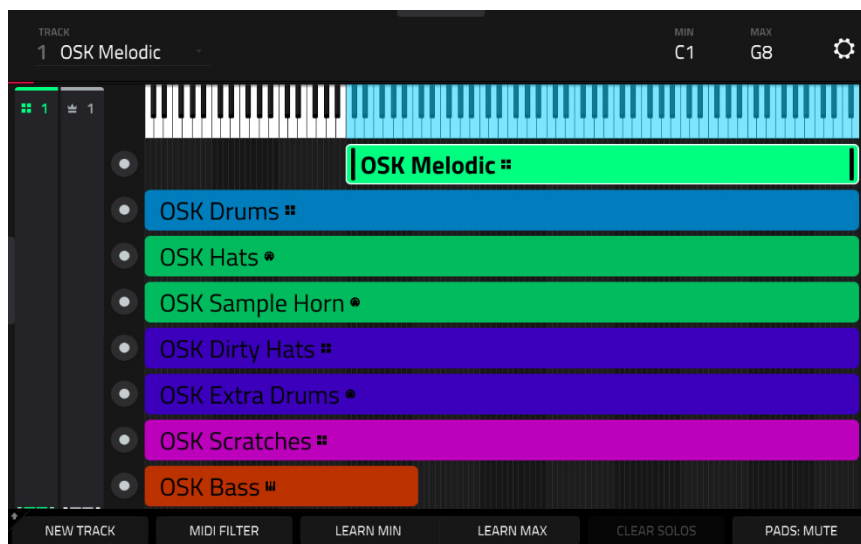 TRACK
1 OSK Melodic
MIN
C1
MAX
G8
1
1
OSK Melodic
OSK Drums
OSK Hats
OSK Sample Horn
OSK Dirty Hats
OSK Extra Drums
OSK Scratches
OSK Bass
NEW TRACK
MIDI FILTER
LEARN MIN
LEARN MAX
CLEAR SOLOS
PADS: MUTE